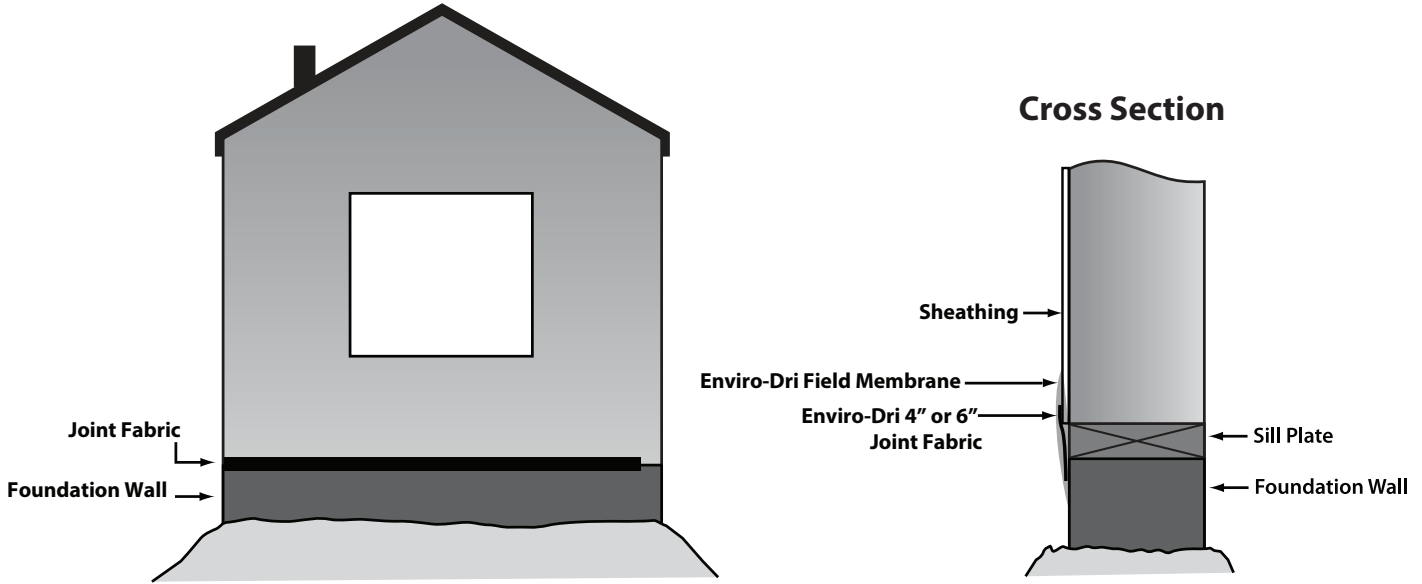 Cross Section
Joint Fabric
Foundation Wall
Sheathing
Enviro-Dri Field Membrane
Enviro-Dri 4” or 6”
Joint Fabric
Sill Plate
Foundation Wall